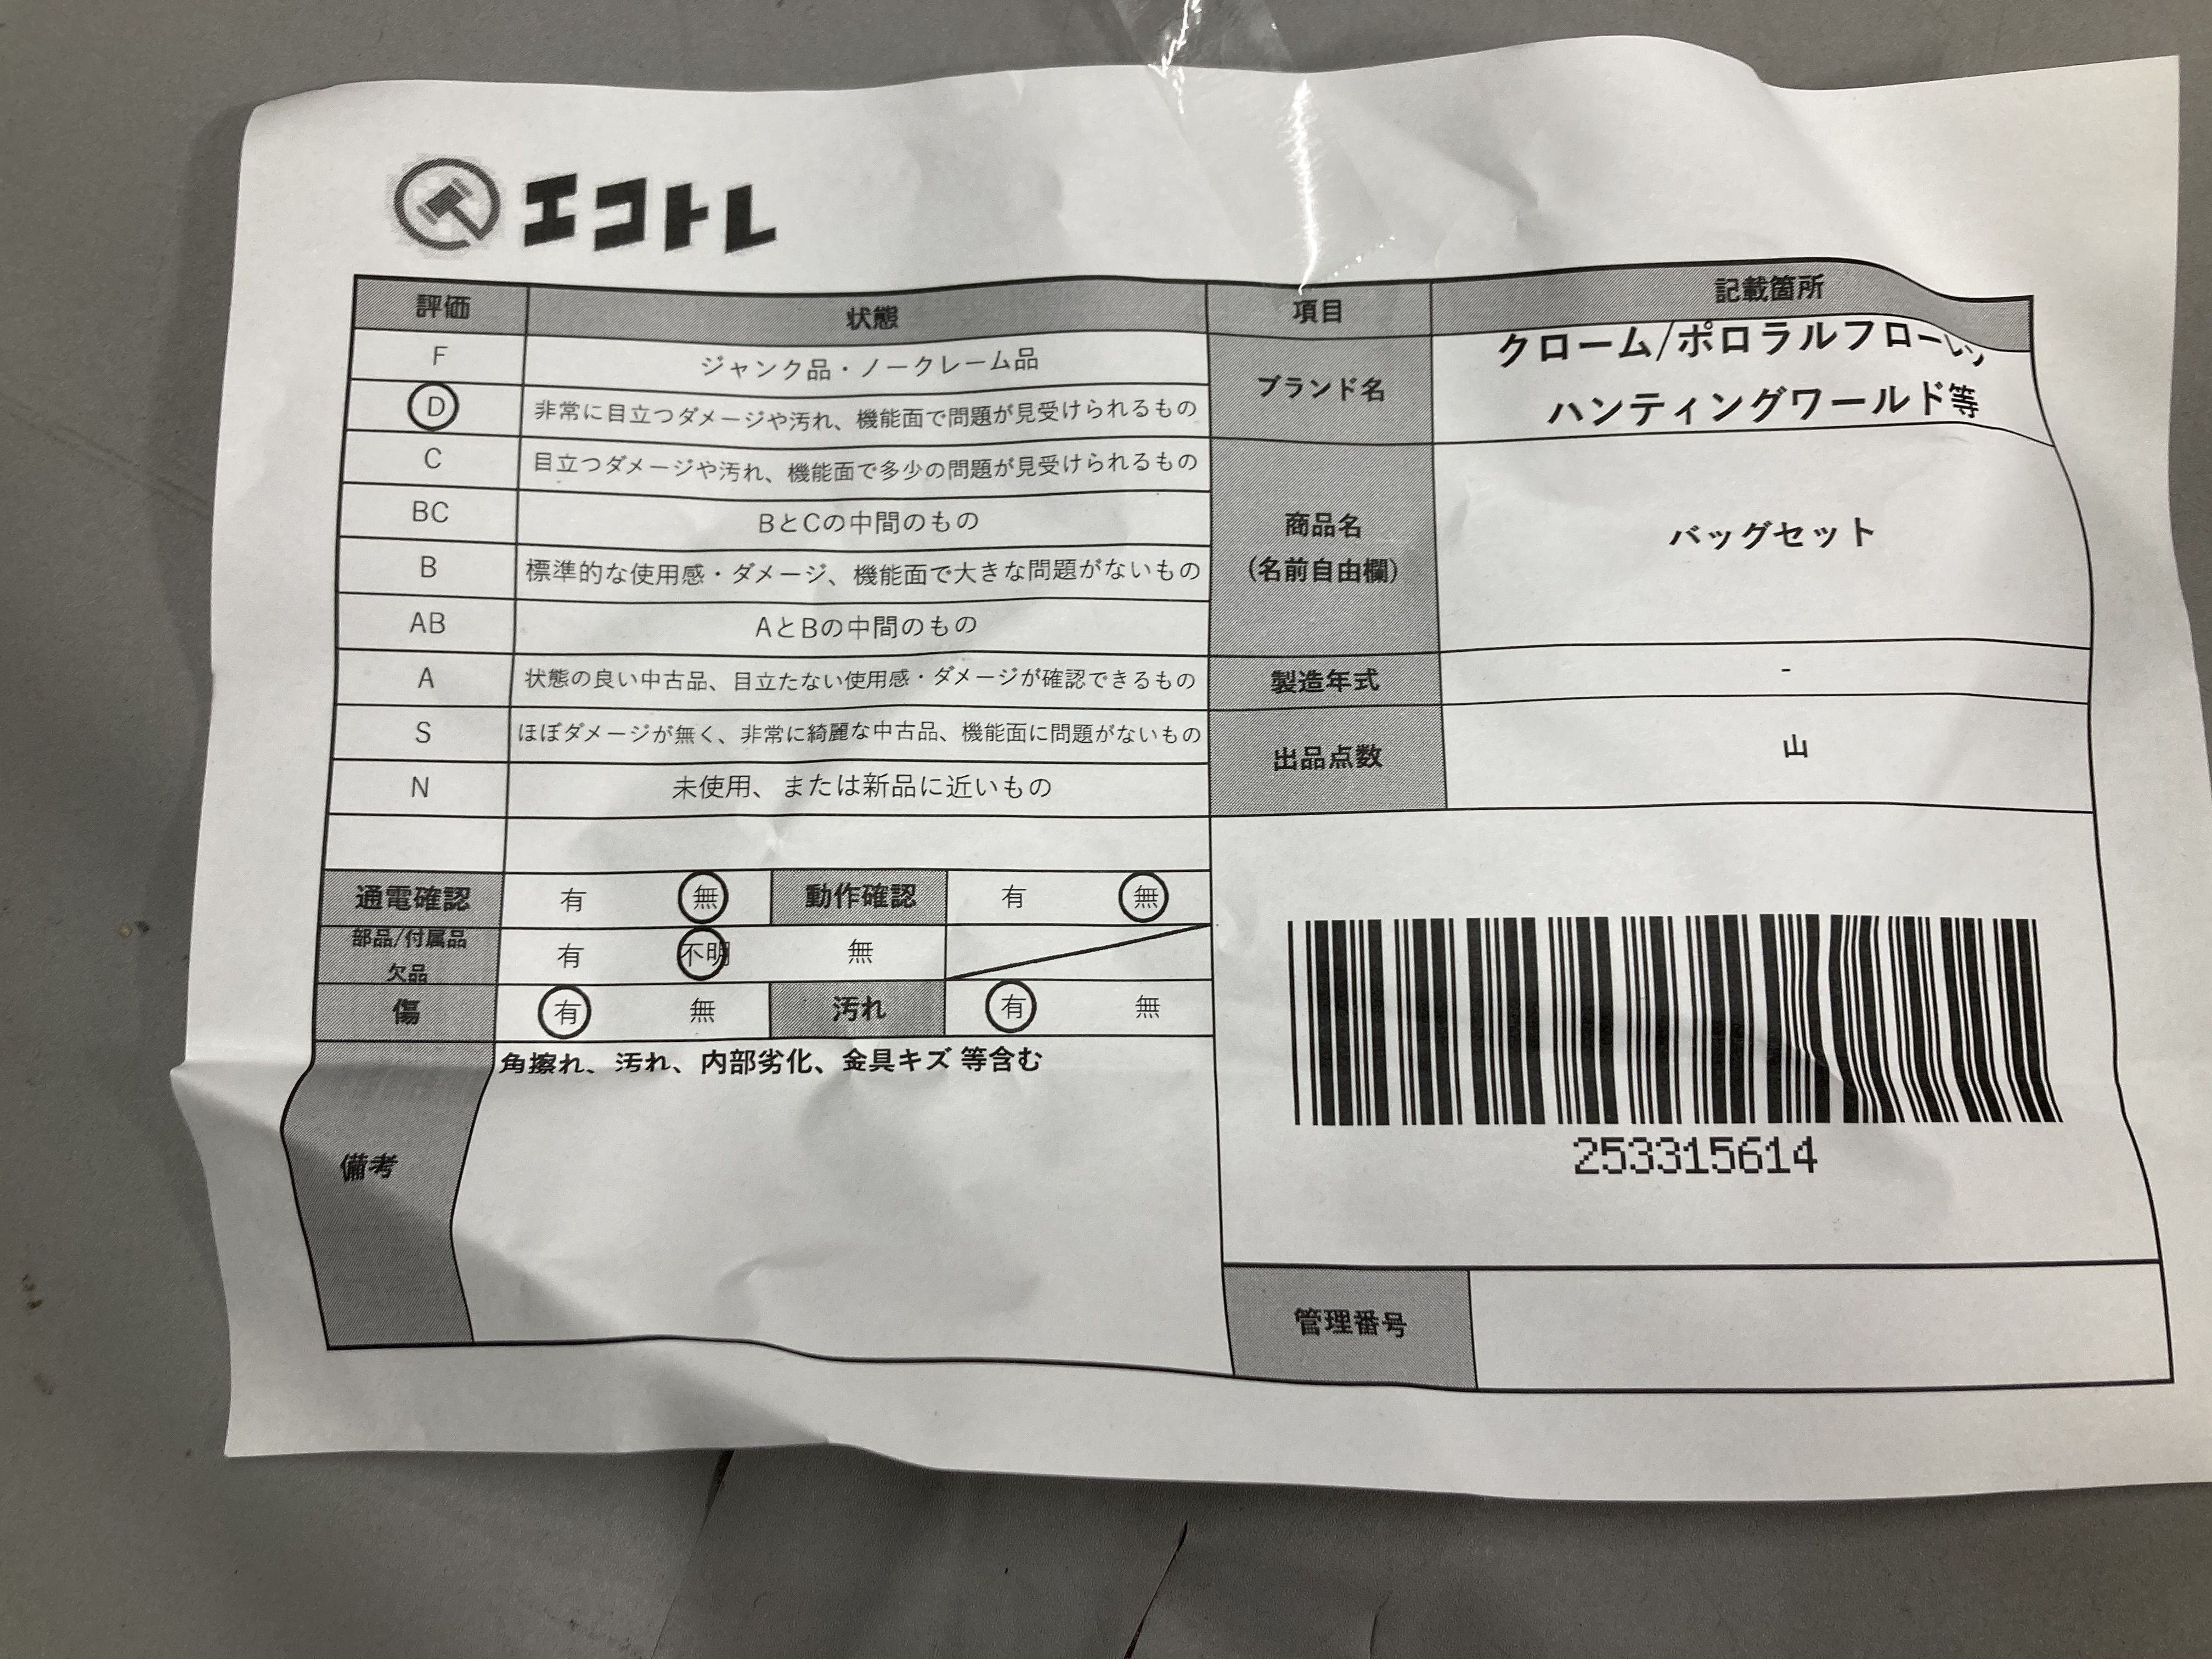 エコトレ
評価 状態 項目 記載箇所
F ジャンク品・ノークレーム品
D 非常に目立つダメージや汚れ、機能面で問題が見受けられるもの
C 目立つダメージや汚れ、機能面で多少の問題が見受けられるもの
BC BとCの中間のもの
B 標準的な使用感・ダメージ、機能面で大きな問題がないもの
AB AとBの中間のもの
A 状態の良い中古品、目立たない使用感・ダメージが確認できるもの
S ほぼダメージが無く、非常に綺麗な中古品、機能面に問題がないもの
N 未使用、または新品に近いもの
ブランド名
クローム/ポロラルフローレン
ハンティングワールド等
商品名
(名前自由欄)
バッグセット
製造年式 -
出品点数 山
通電確認 有 無 動作確認 有 無
部品/付属品
欠品
有 不明 無
傷 有 無 汚れ 有 無
備考
角擦れ、汚れ、内部劣化、金具キズ 等含む
253315614
管理番号